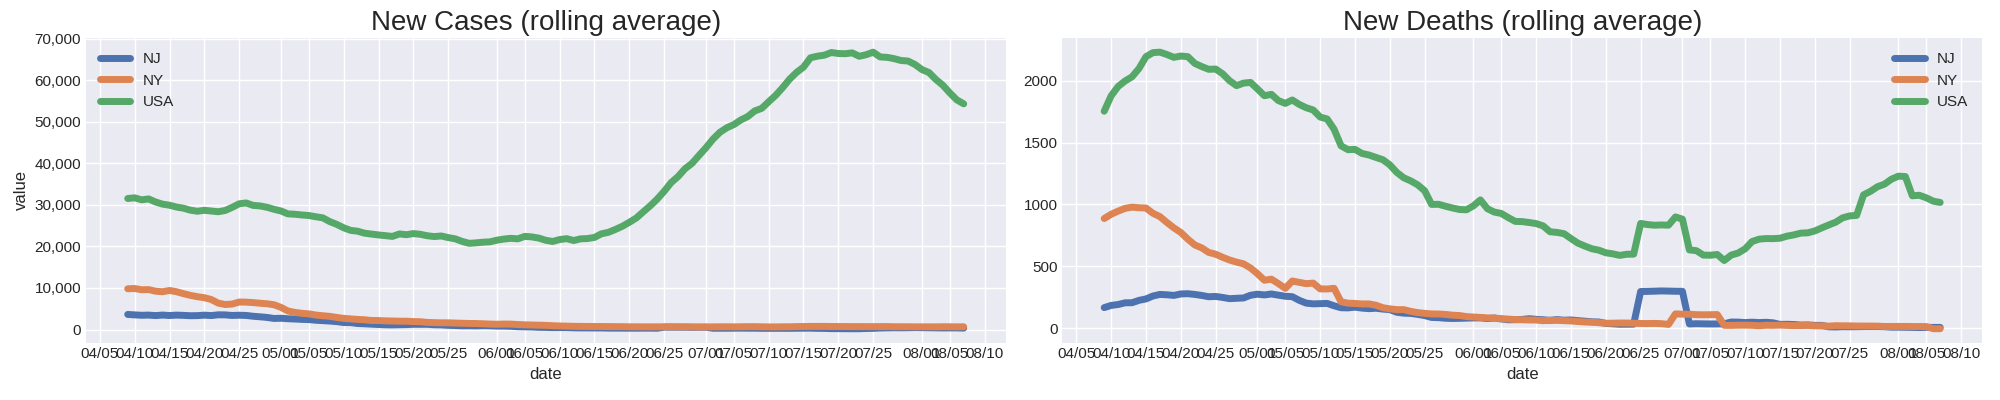 New Cases (rolling average)
70,000
60,000
50,000
40,000
30,000
20,000
10,000
0
value
NJ
NY
USA
04/05 04/10 04/15 04/20 04/25 05/01 05/05 05/10 05/15 05/20 05/25 06/01 06/05 06/10 06/15 06/20 06/25 07/01 07/05 07/10 07/15 07/20 07/25 08/01 08/05 08/10
date
New Deaths (rolling average)
2000
1500
1000
500
0
NJ
NY
USA
04/05 04/10 04/15 04/20 04/25 05/01 05/05 05/10 05/15 05/20 05/25 06/01 06/05 06/10 06/15 06/20 06/25 07/01 07/05 07/10 07/15 07/20 07/25 08/01 08/05 08/10
date